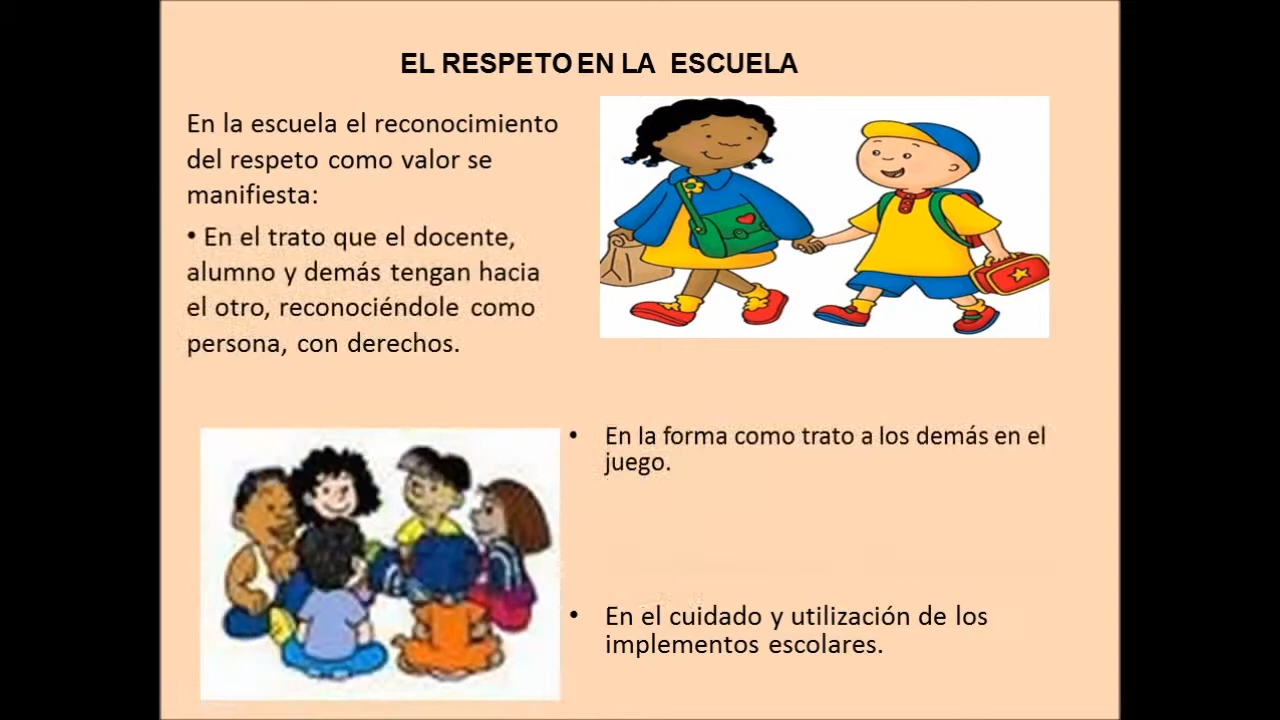 EL RESPETO EN LA ESCUELA
En la escuela el reconocimiento
del respeto como valor se
manifiesta:
• En el trato que el docente,
alumno y demás tengan hacia
el otro, reconociéndole como
persona, con derechos.
• En la forma como trato a los demás en el
juego.
• En el cuidado y utilización de los
implementos escolares.